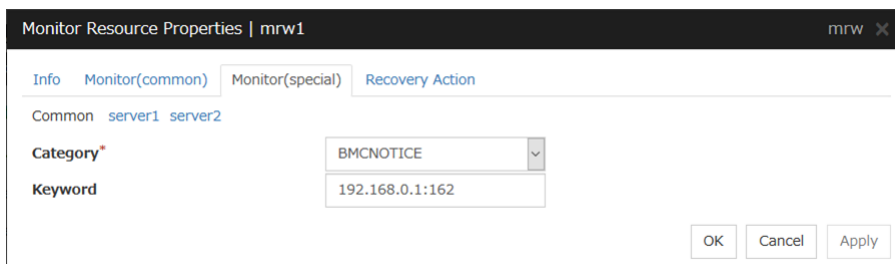 Monitor Resource Properties | mrw1 mrw ×
Info Monitor(common) Monitor(special) Recovery Action
Common server1 server2
Category* BMCNOTICE
Keyword 192.168.0.1:162
OK Cancel Apply